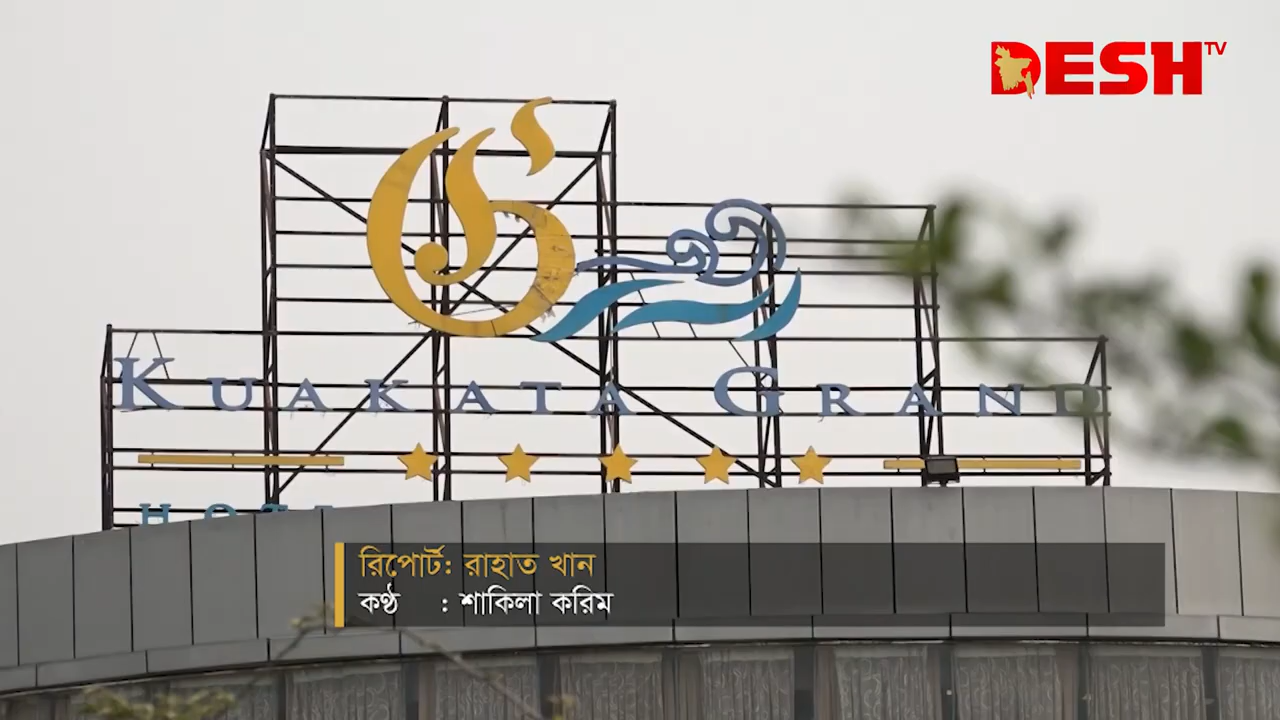 DESH TV
KUAKATA GRAND
রিপোর্ট: রাহাত খান
কণ্ঠ : শাকিলা করিম